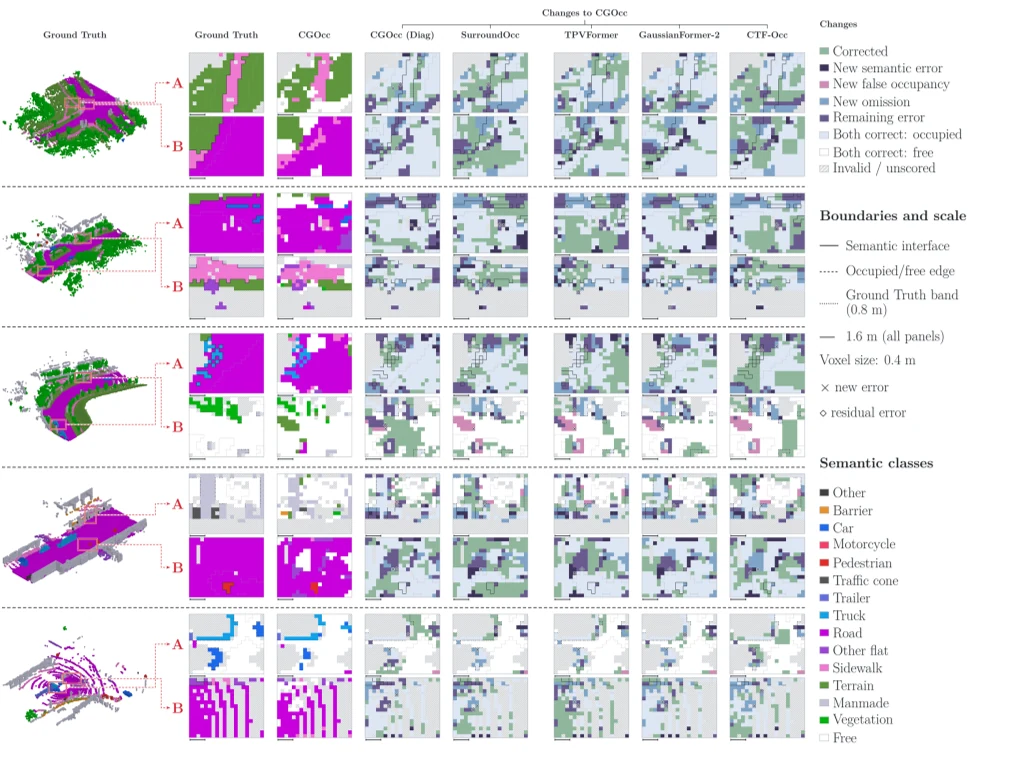 Changes to CGOcc
Ground Truth
Ground Truth
CGOcc
CGOcc (Diag)
SurroundOcc
TPVFormer
GaussianFormer-2
CTF-Occ
A
B
A
B
A
B
A
B
A
B
Changes
Corrected
New semantic error
New false occupancy
New omission
Remaining error
Both correct: occupied
Both correct: free
Invalid / unscored
Boundaries and scale
Semantic interface
Occupied/free edge
Ground Truth band
(0.8 m)
1.6 m (all panels)
Voxel size: 0.4 m
× new error
◇ residual error
Semantic classes
Other
Barrier
Car
Motorcycle
Pedestrian
Traffic cone
Trailer
Truck
Road
Other flat
Sidewalk
Terrain
Manmade
Vegetation
Free